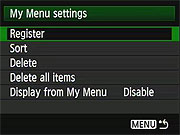 My Menu settings
Register
Sort
Delete
Delete all items
Display from My Menu Disable
MENU